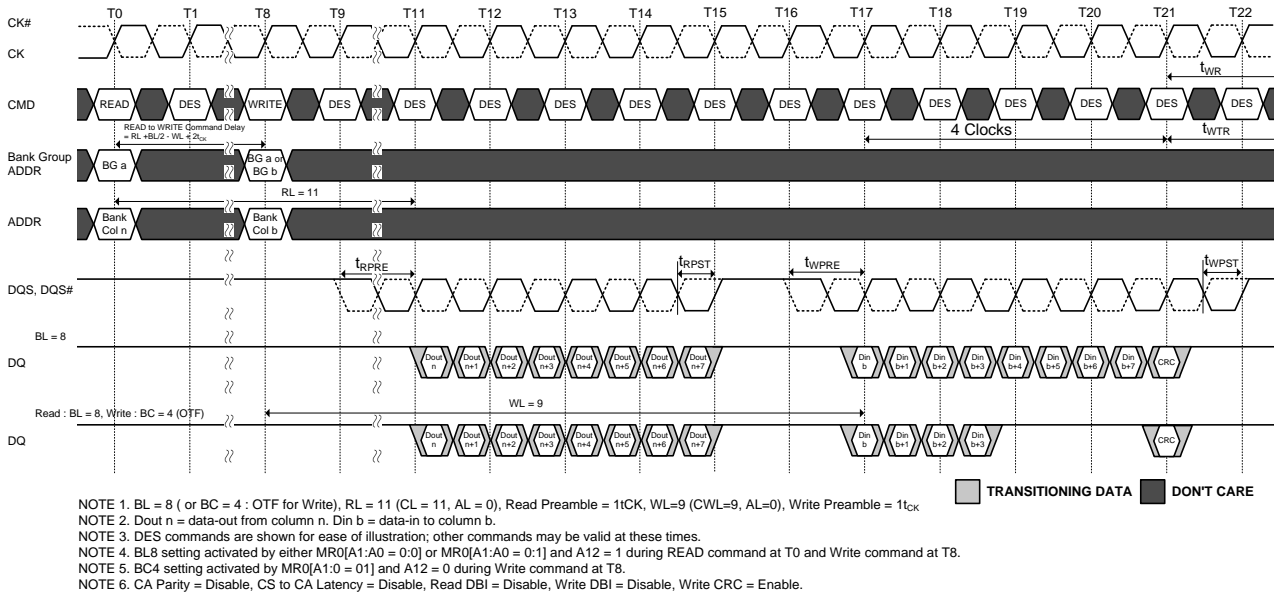 T0 T1 T8 T9 T11 T12 T13 T14 T15 T16 T17 T18 T19 T20 T21 T22
CK#
CK
tWR
CMD READ DES WRITE DES DES DES DES DES DES DES DES DES DES DES DES DES
READ to WRITE Command Delay
= RL +BL/2 - WL + 2tCK
4 Clocks
tWTR
Bank Group
ADDR
BG a
BG a or
BG b
RL = 11
ADDR
Bank
Col n
Bank
Col b
tRPRE tRPST tWPRE tWPST
DQS, DQS#
BL = 8
DQ
Dout n Dout n+1 Dout n+2 Dout n+3 Dout n+4 Dout n+5 Dout n+6 Dout n+7 Din b Din b+1 Din b+2 Din b+3 Din b+4 Din b+5 Din b+6 Din b+7 CRC
Read : BL = 8, Write : BC = 4 (OTF)
WL = 9
DQ
Dout n Dout n+1 Dout n+2 Dout n+3 Dout n+4 Dout n+5 Dout n+6 Dout n+7 Din b Din b+1 Din b+2 Din b+3 CRC
TRANSITIONING DATA DON'T CARE
NOTE 1. BL = 8 ( or BC = 4 : OTF for Write), RL = 11 (CL = 11, AL = 0), Read Preamble = 1tCK, WL=9 (CWL=9, AL=0), Write Preamble = 1tCK
NOTE 2. Dout n = data-out from column n. Din b = data-in to column b.
NOTE 3. DES commands are shown for ease of illustration; other commands may be valid at these times.
NOTE 4. BL8 setting activated by either MR0[A1:A0 = 0:0] or MR0[A1:A0 = 0:1] and A12 = 1 during READ command at T0 and Write command at T8.
NOTE 5. BC4 setting activated by MR0[A1:0 = 01] and A12 = 0 during Write command at T8.
NOTE 6. CA Parity = Disable, CS to CA Latency = Disable, Read DBI = Disable, Write DBI = Disable, Write CRC = Enable.